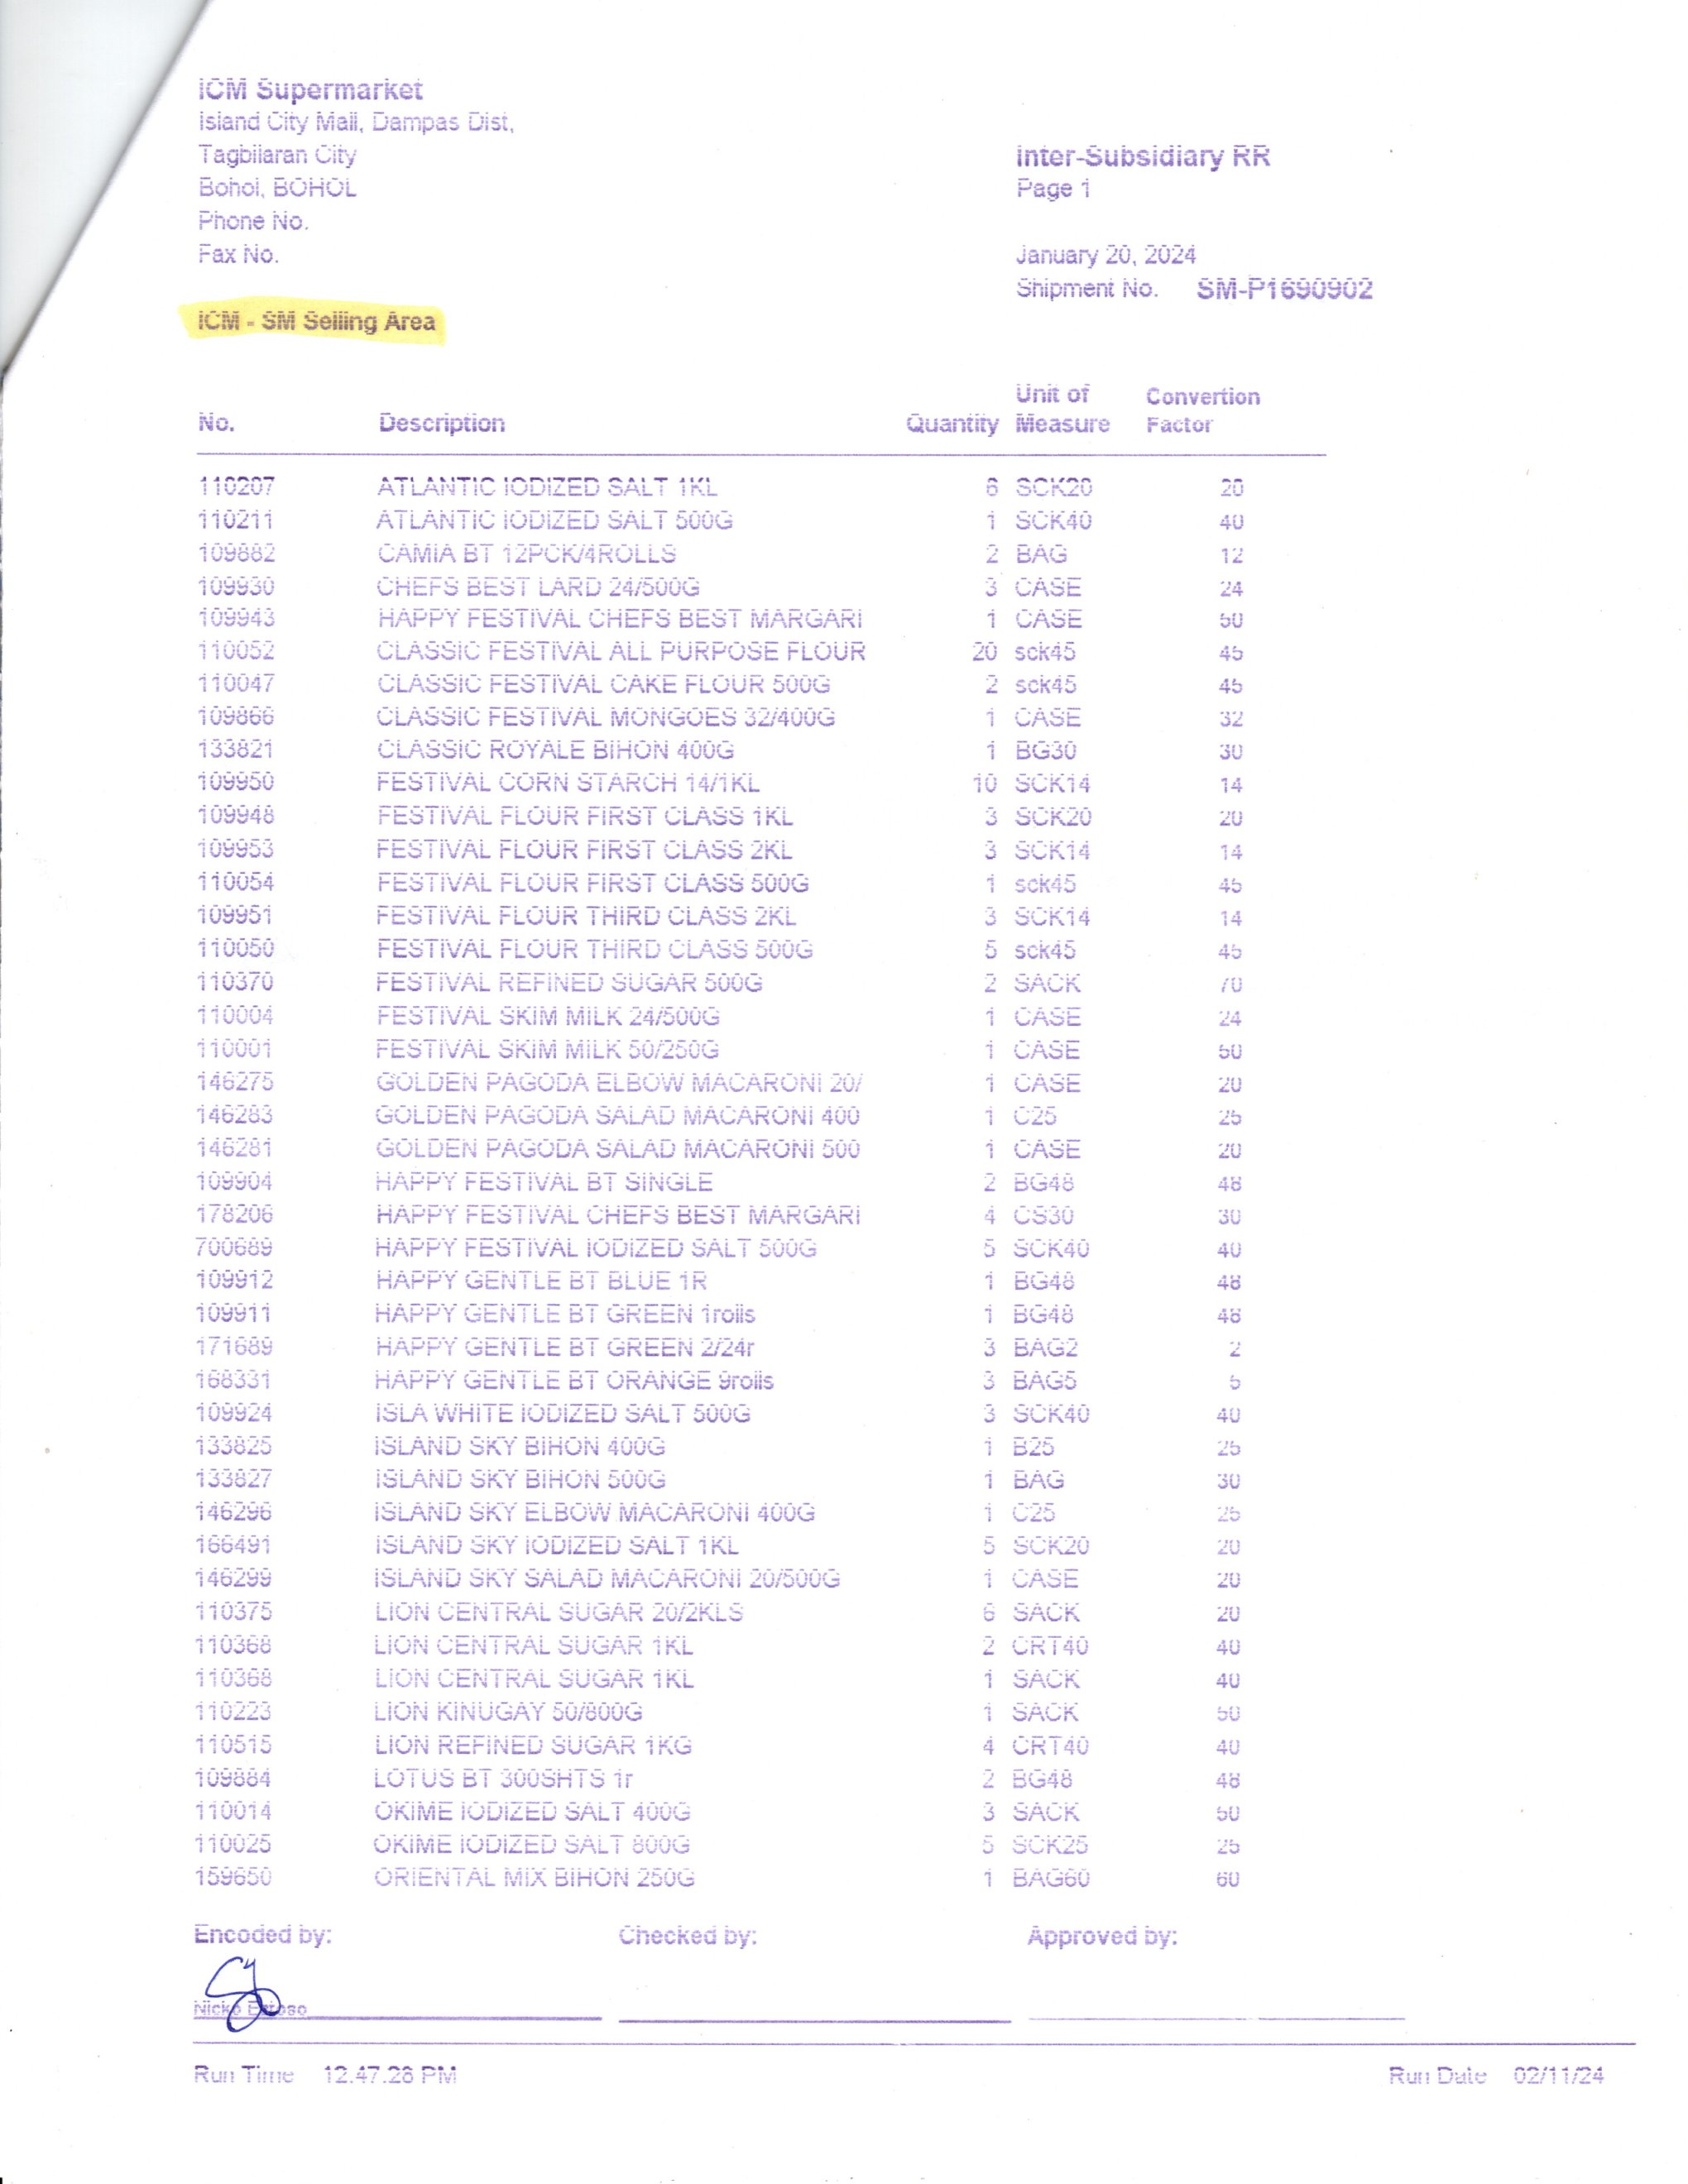 ICM Supermarket
Island City Mall, Dampas Dist,
Tagbilaran City
Bohol, BOHOL
Phone No.
Fax No.
Inter-Subsidiary RR
Page 1
January 20, 2024
Shipment No. SM-P1690902
ICM - SM Selling Area
No. Description Quantity Unit of Measure Convertion Factor
110207 ATLANTIC IODIZED SALT 1KL 6 SCK20 20
110211 ATLANTIC IODIZED SALT 500G 1 SCK40 40
109882 CAMIA BT 12PCK/4ROLLS 2 BAG 12
109930 CHEFS BEST LARD 24/500G 3 CASE 24
109943 HAPPY FESTIVAL CHEFS BEST MARGARI 1 CASE 50
110052 CLASSIC FESTIVAL ALL PURPOSE FLOUR 20 sck45 45
110047 CLASSIC FESTIVAL CAKE FLOUR 500G 2 sck45 45
109866 CLASSIC FESTIVAL MONGOES 32/400G 1 CASE 32
133821 CLASSIC ROYALE BIHON 400G 1 BG30 30
109950 FESTIVAL CORN STARCH 14/1KL 10 SCK14 14
109948 FESTIVAL FLOUR FIRST CLASS 1KL 3 SCK20 20
109953 FESTIVAL FLOUR FIRST CLASS 2KL 3 SCK14 14
110054 FESTIVAL FLOUR FIRST CLASS 500G 1 sck45 45
109951 FESTIVAL FLOUR THIRD CLASS 2KL 3 SCK14 14
110050 FESTIVAL FLOUR THIRD CLASS 500G 5 sck45 45
110370 FESTIVAL REFINED SUGAR 500G 2 SACK 70
110004 FESTIVAL SKIM MILK 24/500G 1 CASE 24
110001 FESTIVAL SKIM MILK 50/250G 1 CASE 50
146275 GOLDEN PAGODA ELBOW MACARONI 20/ 1 CASE 20
146283 GOLDEN PAGODA SALAD MACARONI 400 1 C25 25
146281 GOLDEN PAGODA SALAD MACARONI 500 1 CASE 20
109904 HAPPY FESTIVAL BT SINGLE 2 BG48 48
178206 HAPPY FESTIVAL CHEFS BEST MARGARI 4 CS30 30
700689 HAPPY FESTIVAL IODIZED SALT 500G 5 SCK40 40
109912 HAPPY GENTLE BT BLUE 1R 1 BG48 48
109911 HAPPY GENTLE BT GREEN 1rolls 1 BG48 48
171689 HAPPY GENTLE BT GREEN 2/24r 3 BAG2 2
168331 HAPPY GENTLE BT ORANGE 9rolls 3 BAG5 5
109924 ISLA WHITE IODIZED SALT 500G 3 SCK40 40
133825 ISLAND SKY BIHON 400G 1 B25 25
133827 ISLAND SKY BIHON 500G 1 BAG 30
146296 ISLAND SKY ELBOW MACARONI 400G 1 C25 25
166491 ISLAND SKY IODIZED SALT 1KL 5 SCK20 20
146299 ISLAND SKY SALAD MACARONI 20/500G 1 CASE 20
110375 LION CENTRAL SUGAR 20/2KLS 6 SACK 20
110368 LION CENTRAL SUGAR 1KL 2 CRT40 40
110368 LION CENTRAL SUGAR 1KL 1 SACK 40
110223 LION KINUGAY 50/800G 1 SACK 50
110515 LION REFINED SUGAR 1KG 4 CRT40 40
109884 LOTUS BT 300SHTS 1r 2 BG48 48
110014 OKIME IODIZED SALT 400G 3 SACK 50
110025 OKIME IODIZED SALT 800G 5 SCK25 25
159650 ORIENTAL MIX BIHON 250G 1 BAG60 60
Encoded by: Checked by: Approved by:
Nicko
Run Time 12.47.28 PM Run Date 02/11/24